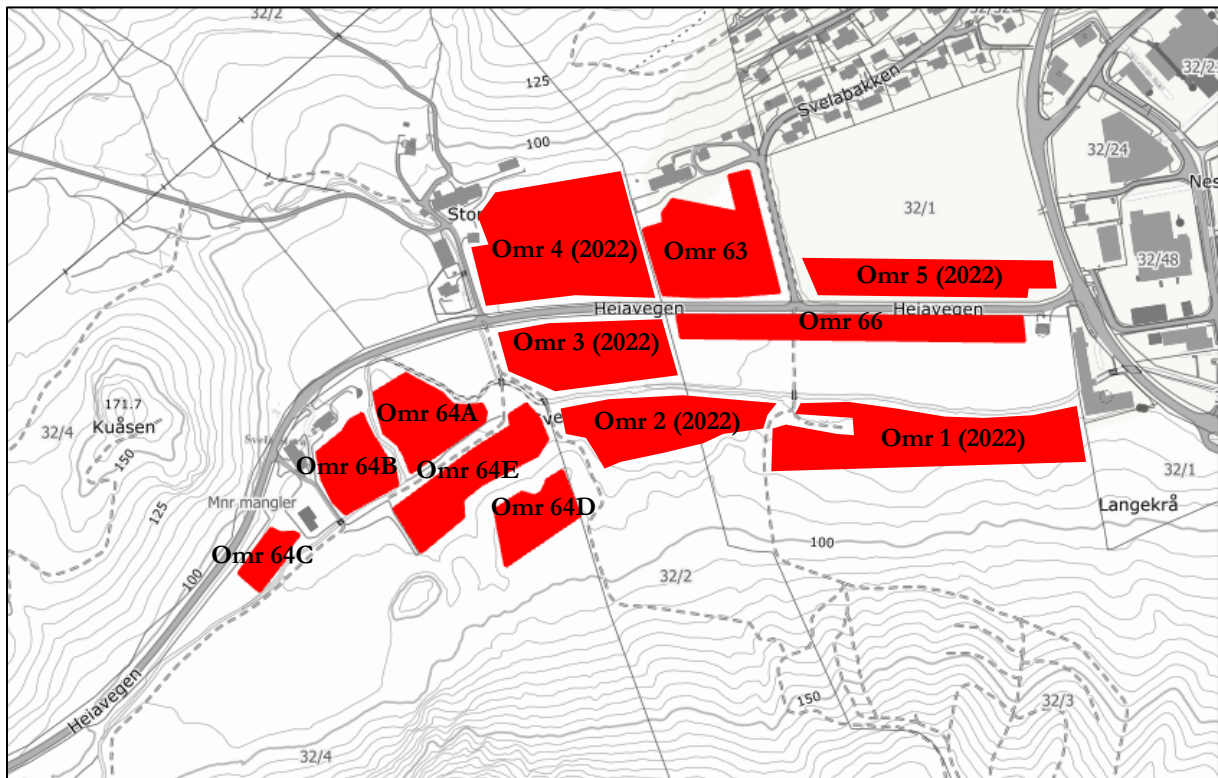 32/4
125
100
Svelabakken
32/24
32/1
32/48
Omr 4 (2022)
Omr 63
Omr 5 (2022)
Heiavegen
Heiavegen
Omr 66
Omr 3 (2022)
171.7
Kuåsen
32/4
150
125
Omr 64A
Omr 2 (2022)
Omr 1 (2022)
Omr 64B
Omr 64E
32/1
Mnr mangler
Omr 64D
Langekrå
Omr 64C
100
100
32/2
Heiavegen
150
32/3
32/4